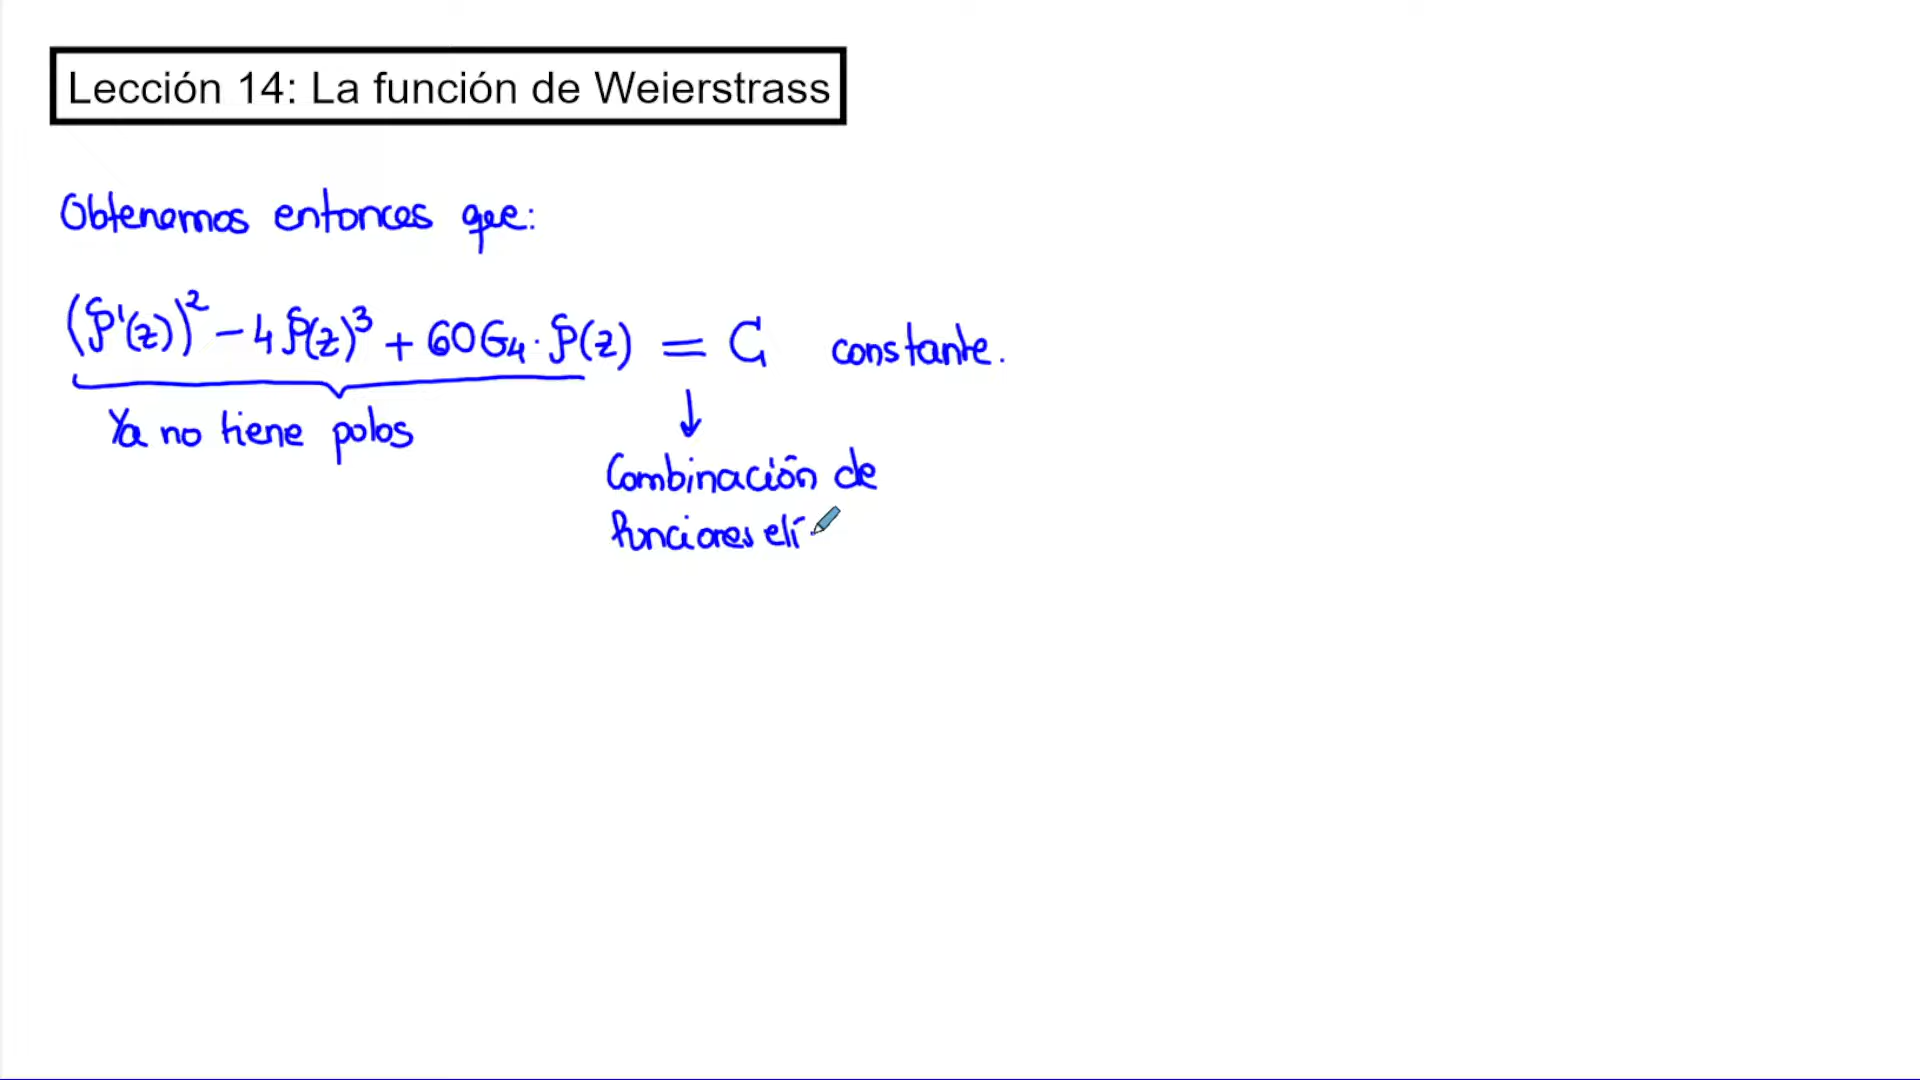 Lección 14: La función de Weierstrass
Obtenemos entonces que:
(℘'(z))² - 4℘(z)³ + 60G₄·℘(z) = C constante.
Ya no tiene polos
↓
Combinación de
funciones elí